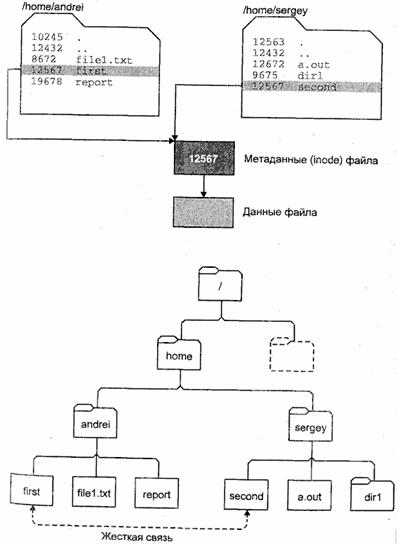 /home/andrei
10245 .
12432 ..
8672 file1.txt
12567 first
19678 report
/home/sergey
12563 .
12432 ..
12672 a.out
9675 dir1
12567 second
12567
Метаданные (inode) файла
Данные файла
/
home
andrei
sergey
first
file1.txt
report
second
a.out
dir1
Жесткая связь